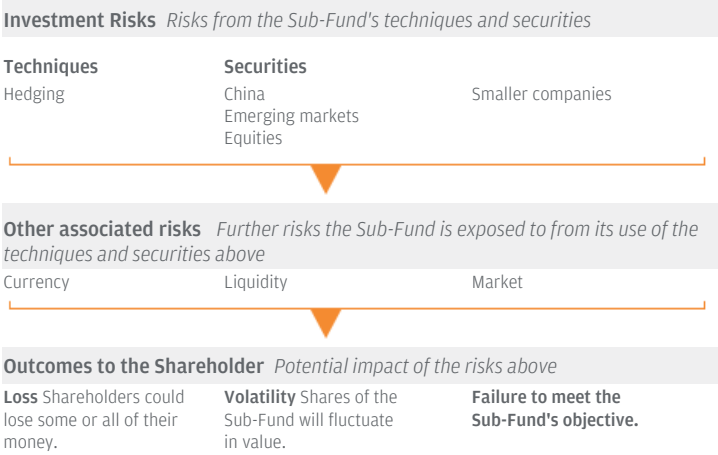 Investment Risks Risks from the Sub-Fund's techniques and securities
Techniques
Hedging
Securities
China
Emerging markets
Equities
Smaller companies
Other associated risks Further risks the Sub-Fund is exposed to from its use of the
techniques and securities above
Currency
Liquidity
Market
Outcomes to the Shareholder Potential impact of the risks above
Loss Shareholders could
lose some or all of their
money.
Volatility Shares of the
Sub-Fund will fluctuate
in value.
Failure to meet the
Sub-Fund's objective.